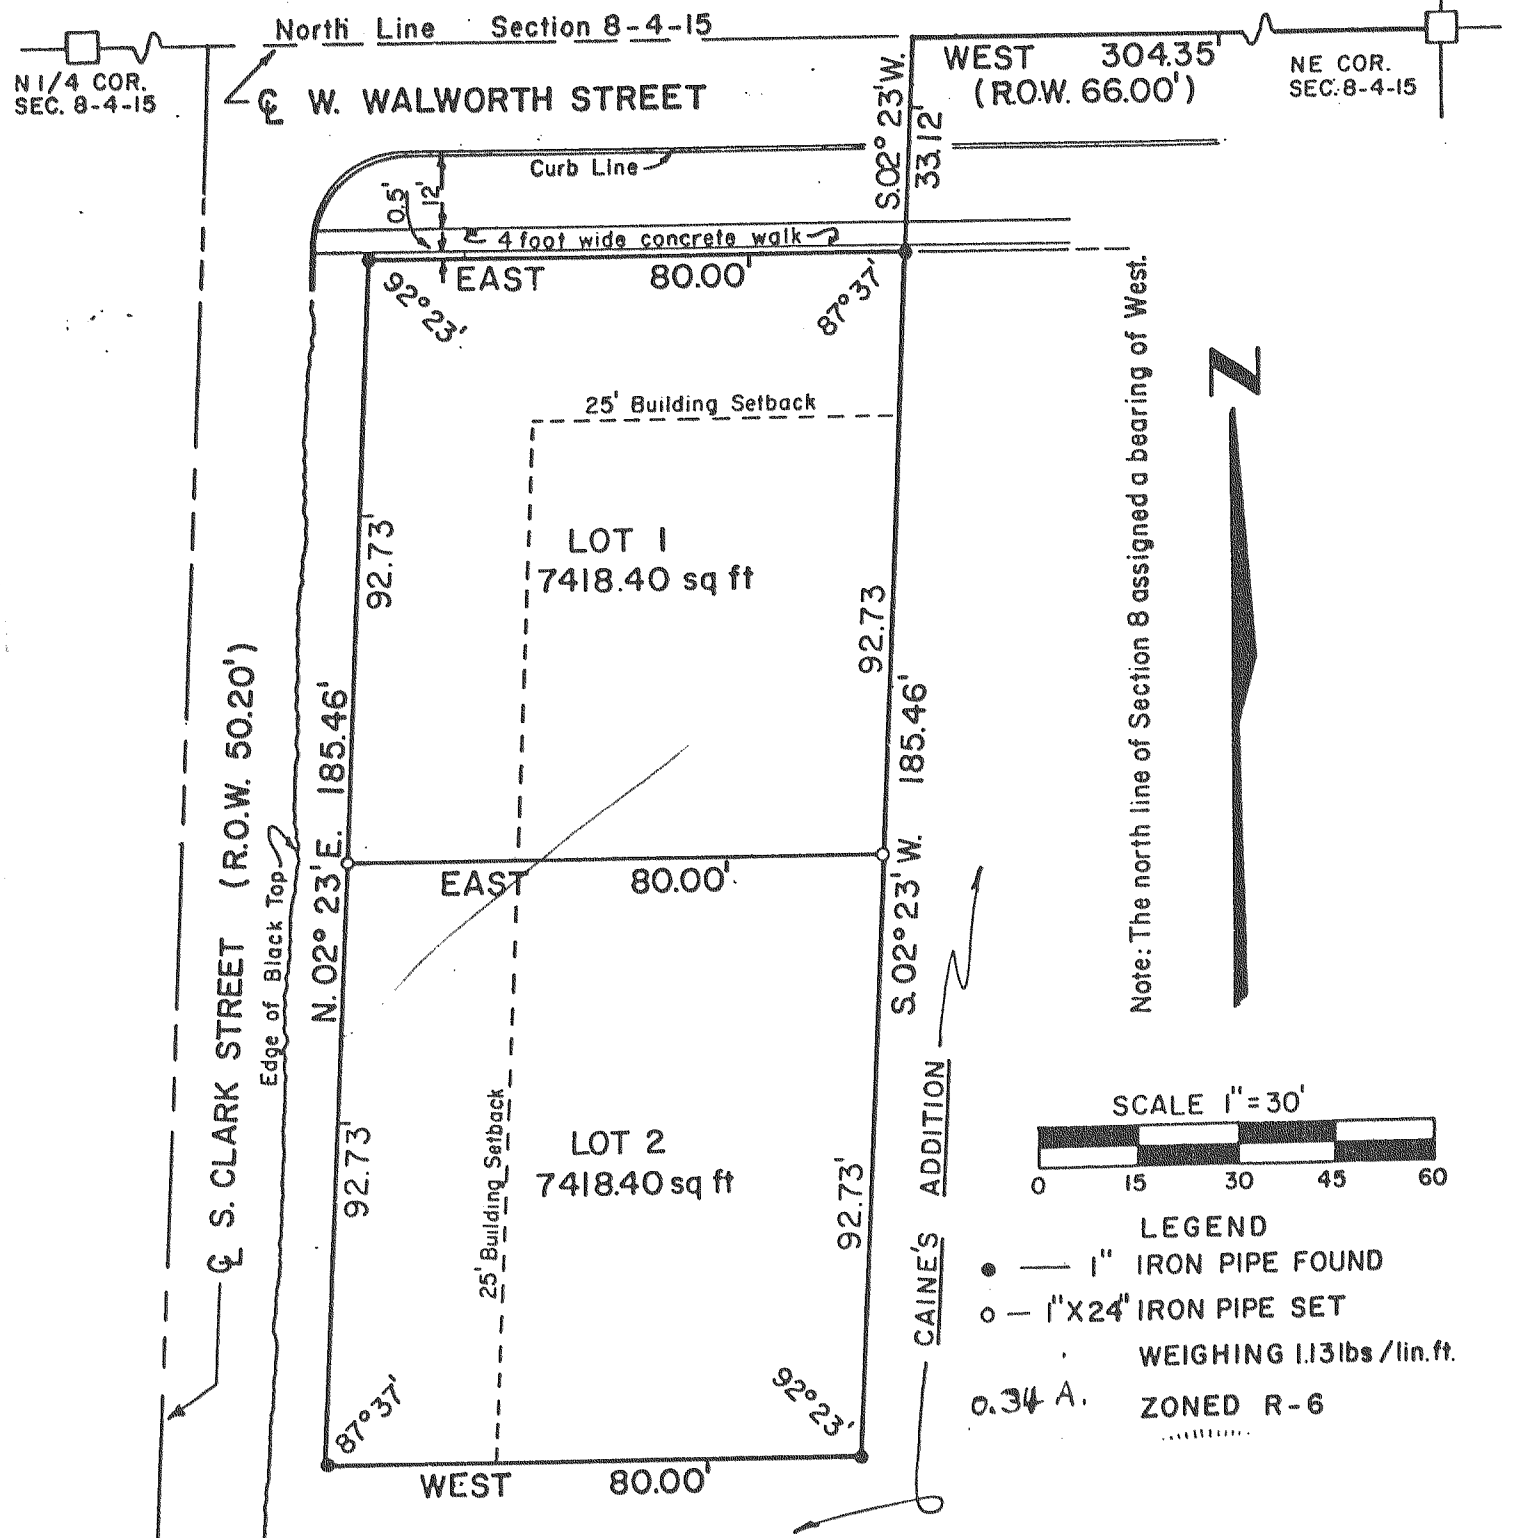 North Line Section 8-4-15
N 1/4 COR.
SEC. 8-4-15
℄ W. WALWORTH STREET
WEST 304.35'
(R.O.W. 66.00')
NE COR.
SEC. 8-4-15
S. 02° 23' W.
33.12'
Curb Line
0.5'
12'
4 foot wide concrete walk
EAST 80.00'
92° 23'
87° 37'
25' Building Setback
LOT 1
7418.40 sq ft
92.73'
92.73
N. 02° 23' E. 185.46'
S. 02° 23' W. 185.46'
EAST 80.00'
℄ S. CLARK STREET (R.O.W. 50.20')
Edge of Black Top
25' Building Setback
LOT 2
7418.40 sq ft
92.73'
92.73'
87° 37'
92° 23'
WEST 80.00'
CAINE'S ADDITION
Note: The north line of Section 8 assigned a bearing of West.
N
SCALE 1"=30'
0 15 30 45 60
LEGEND
● — 1" IRON PIPE FOUND
○ — 1"X24" IRON PIPE SET
WEIGHING 1.13 lbs/lin.ft.
0.34 A.
ZONED R-6